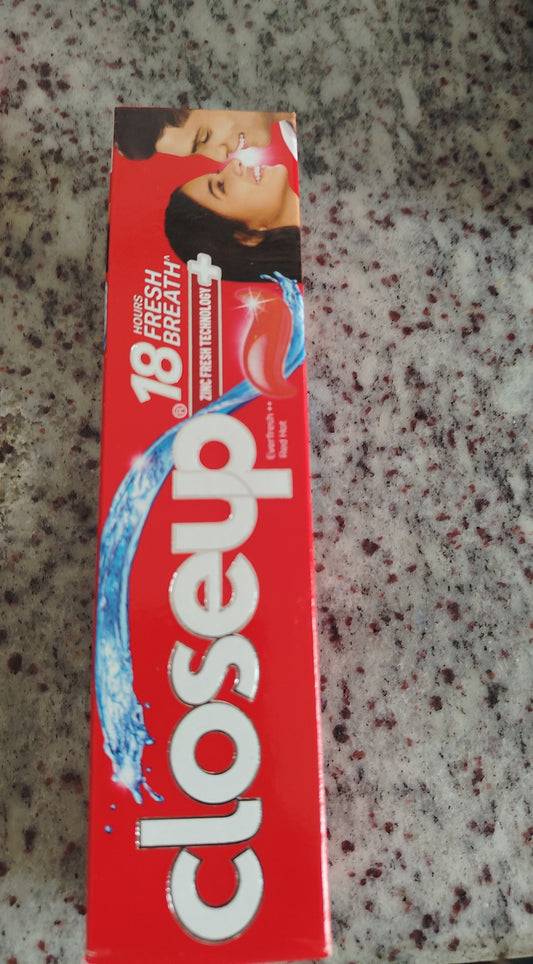 closeup®
18 HOURS
FRESH
BREATH^
ZINC FRESH TECHNOLOGY +
Everfresh ++
Red Hot